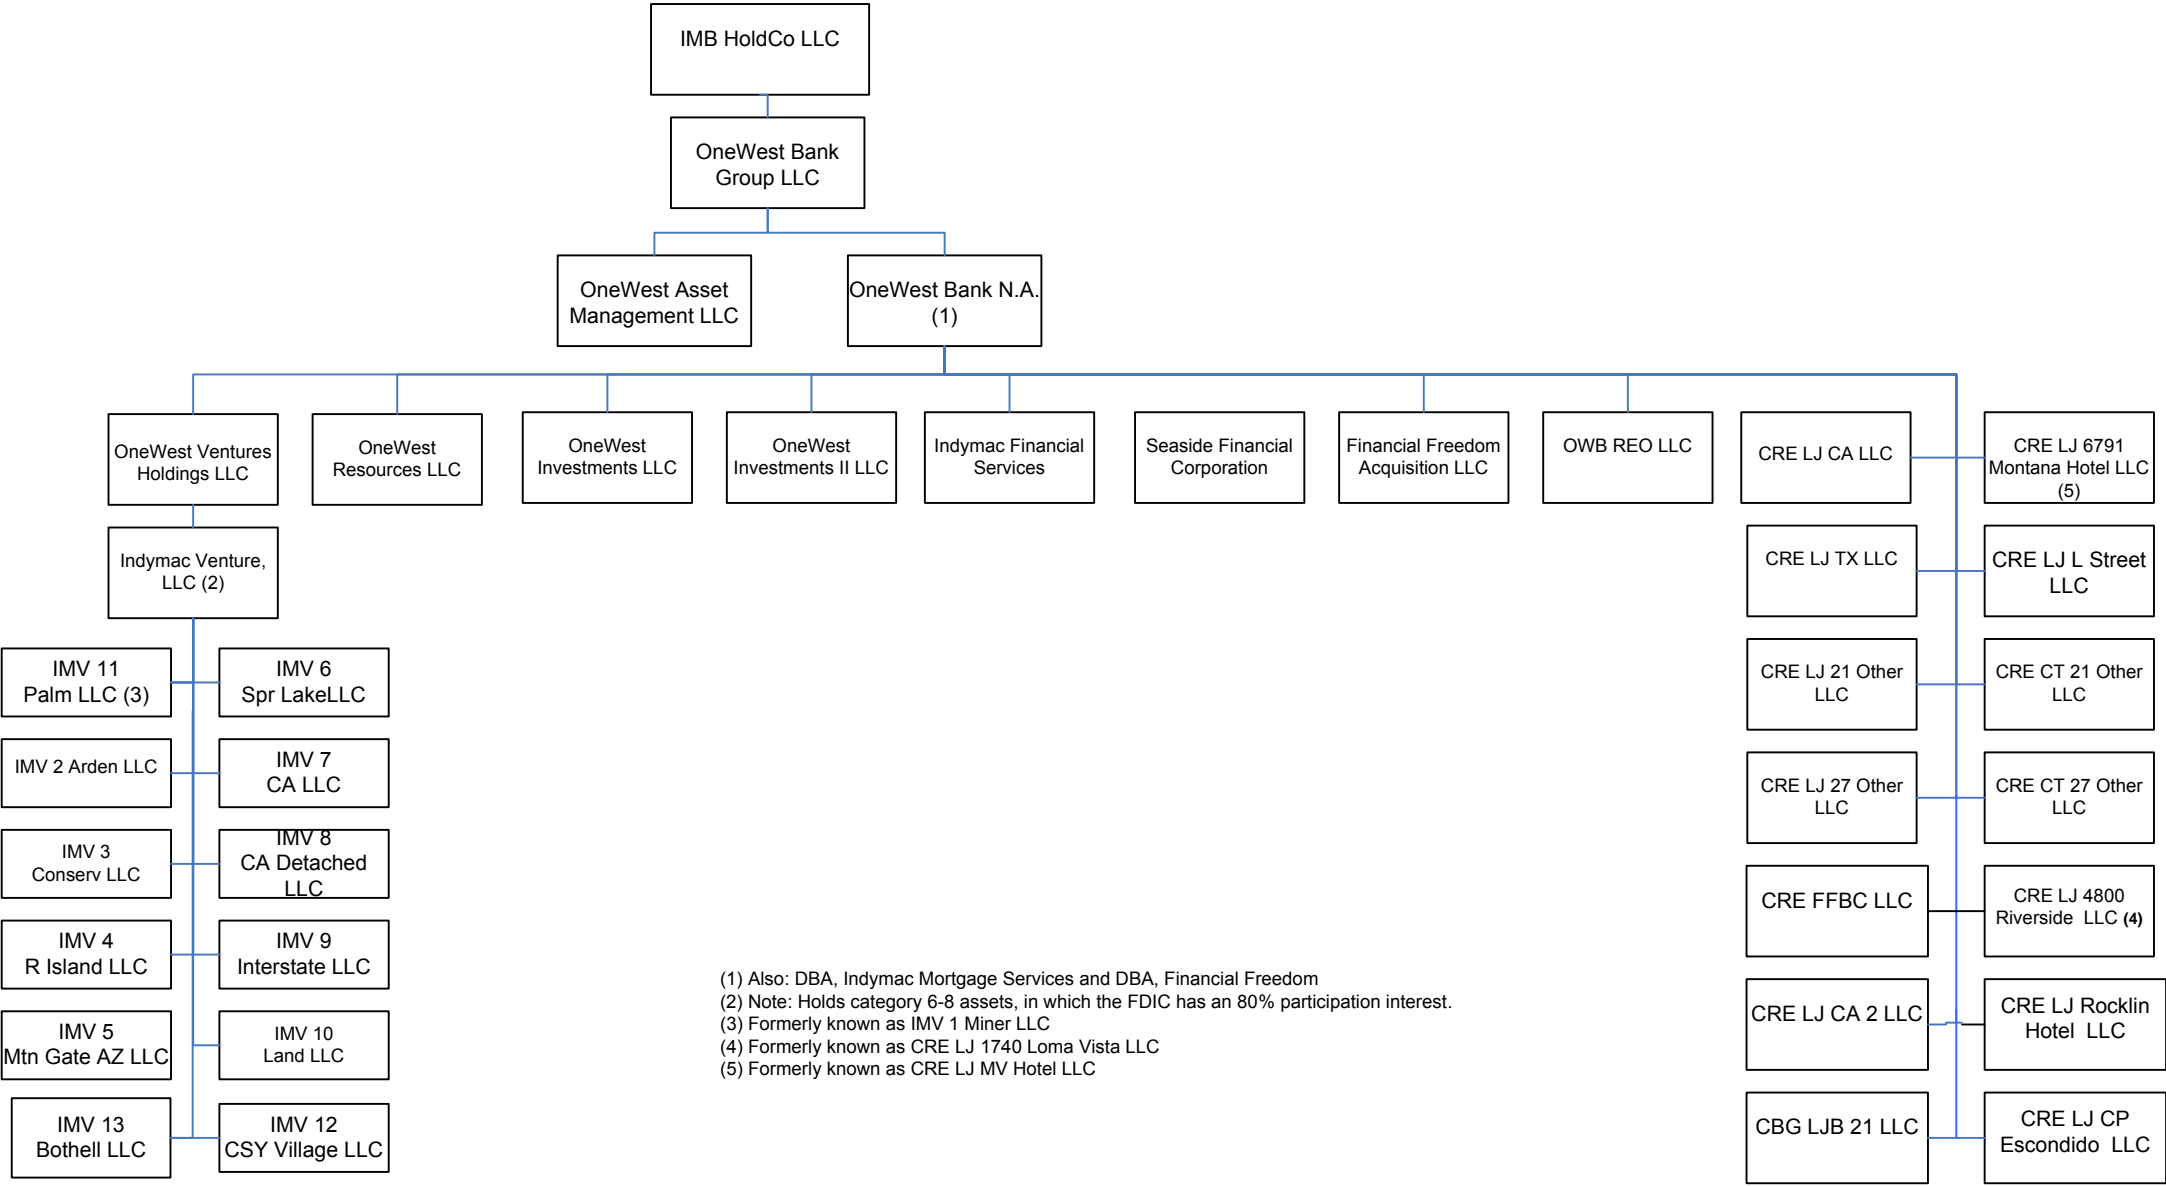 IMB HoldCo LLC
OneWest Bank
Group LLC
OneWest Asset
Management LLC
OneWest Bank N.A.
(1)
OneWest Ventures
Holdings LLC
OneWest
Resources LLC
OneWest
Investments LLC
OneWest
Investments II LLC
Indymac Financial
Services
Seaside Financial
Corporation
Financial Freedom
Acquisition LLC
OWB REO LLC
CRE LJ CA LLC
CRE LJ 6791
Montana Hotel LLC
(5)
Indymac Venture,
LLC (2)
CRE LJ TX LLC
CRE LJ L Street
LLC
IMV 11
Palm LLC (3)
IMV 6
Spr LakeLLC
CRE LJ 21 Other
LLC
CRE CT 21 Other
LLC
IMV 2 Arden LLC
IMV 7
CA LLC
CRE LJ 27 Other
LLC
CRE CT 27 Other
LLC
IMV 3
Conserv LLC
IMV 8
CA Detached
LLC
CRE FFBC LLC
CRE LJ 4800
Riverside  LLC (4)
IMV 4
R Island LLC
IMV 9
Interstate LLC
CRE LJ CA 2 LLC
CRE LJ Rocklin
Hotel  LLC
IMV 5
Mtn Gate AZ LLC
IMV 10
Land LLC
IMV 13
Bothell LLC
IMV 12
CSY Village LLC
CBG LJB 21 LLC
CRE LJ CP
Escondido  LLC
(1) Also: DBA, Indymac Mortgage Services and DBA, Financial Freedom
(2) Note: Holds category 6-8 assets, in which the FDIC has an 80% participation interest.
(3) Formerly known as IMV 1 Miner LLC
(4) Formerly known as CRE LJ 1740 Loma Vista LLC
(5) Formerly known as CRE LJ MV Hotel LLC